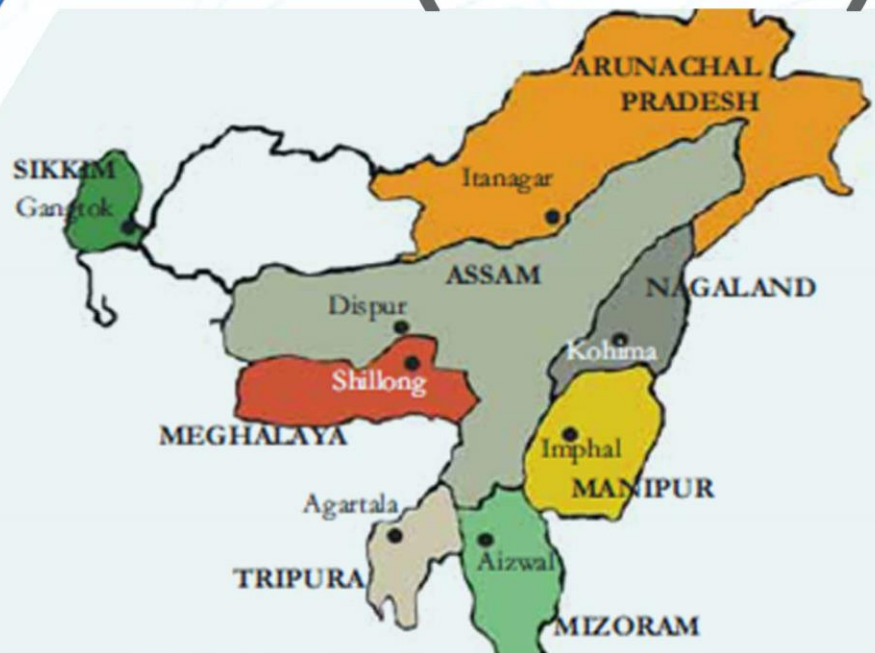 ARUNACHAL
PRADESH
SIKKIM
Itanagar
Gangtok
ASSAM
NAGALAND
Dispur
Kohima
Shillong
MEGHALAYA
Imphal
MANIPUR
Agartala
Aizwal
TRIPURA
MIZORAM